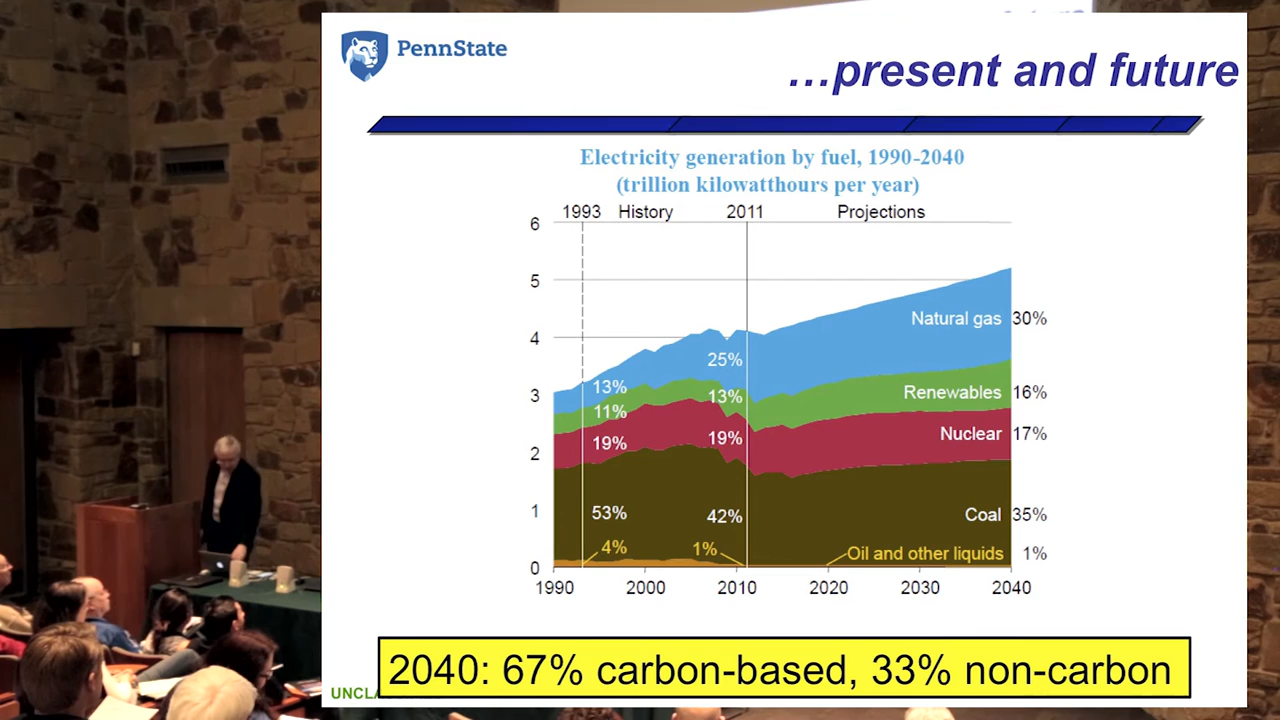 PennState
...present and future
Electricity generation by fuel, 1990-2040
(trillion kilowatthours per year)
1993 History 2011 Projections
6
5
4
3
2
1
0
13%
11%
19%
53%
4%
25%
13%
19%
42%
1%
Natural gas 30%
Renewables 16%
Nuclear 17%
Coal 35%
Oil and other liquids 1%
1990 2000 2010 2020 2030 2040
2040: 67% carbon-based, 33% non-carbon